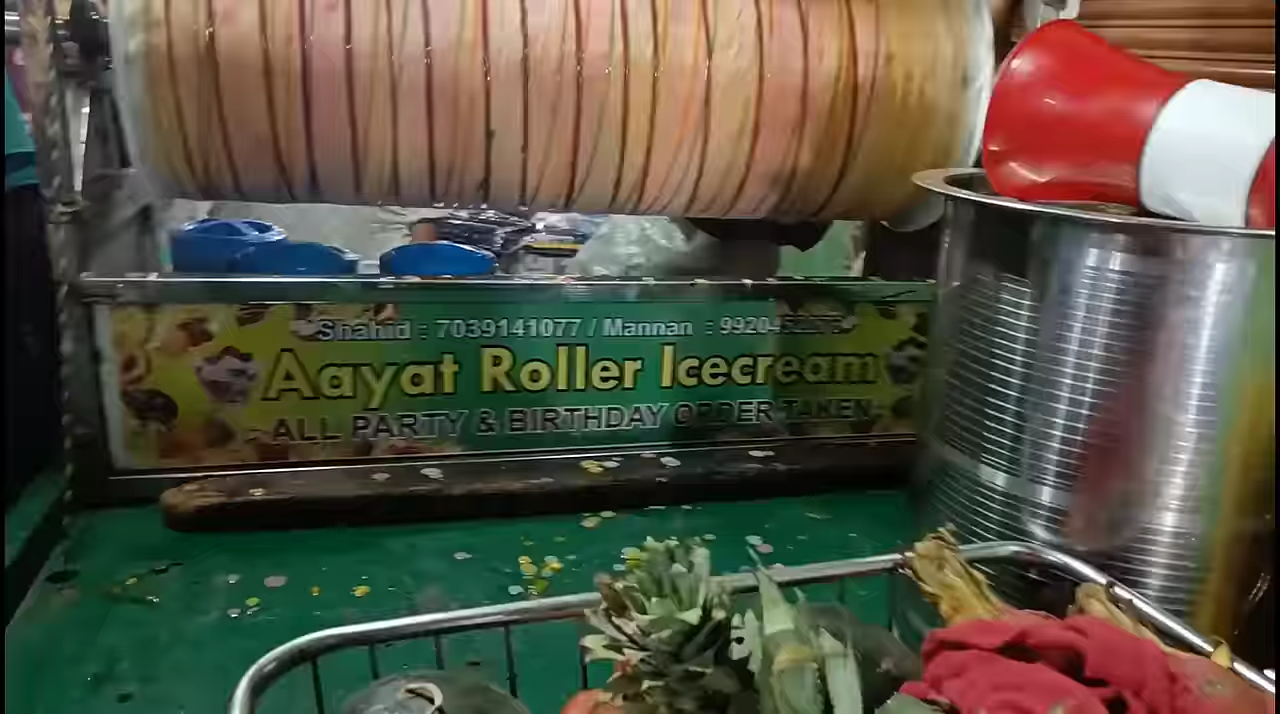 Shahid : 7039141077 / Mannan :
Aayat Roller Icecream
ALL PARTY & BIRTHDAY ORDER TAKEN